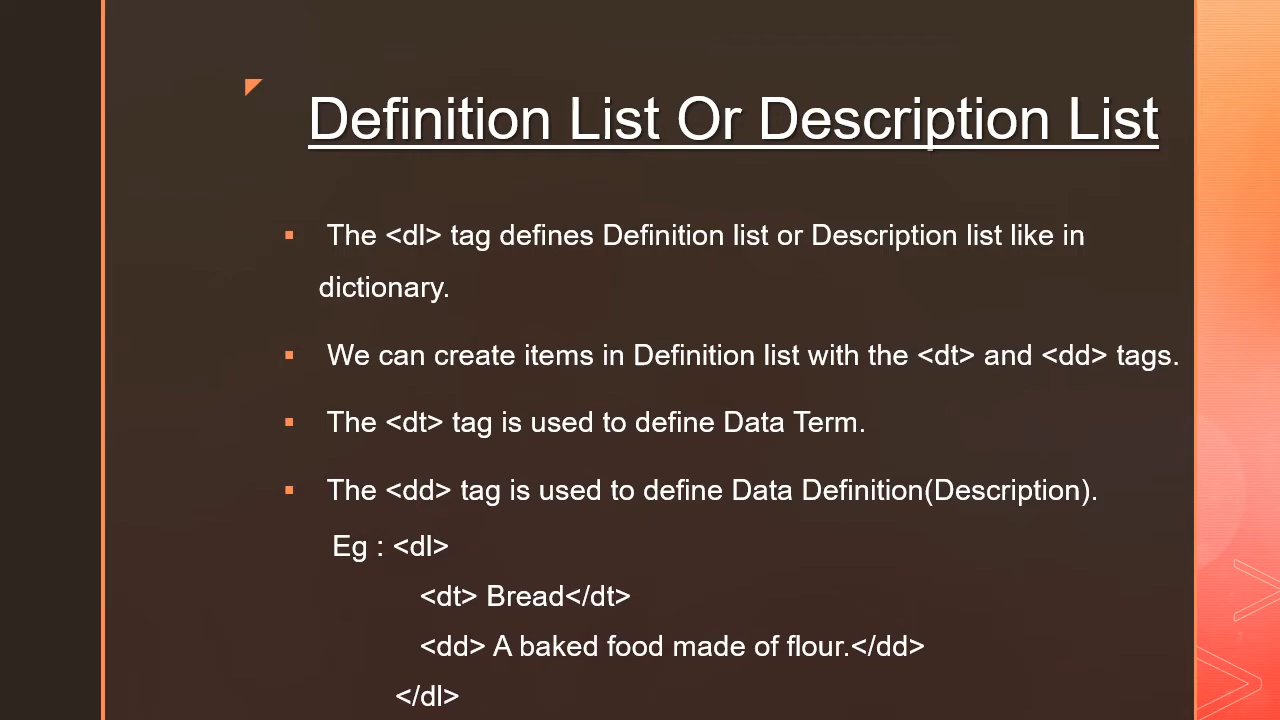 Definition List Or Description List
▪ The <dl> tag defines Definition list or Description list like in
dictionary.
▪ We can create items in Definition list with the <dt> and <dd> tags.
▪ The <dt> tag is used to define Data Term.
▪ The <dd> tag is used to define Data Definition(Description).
Eg : <dl>
<dt> Bread</dt>
<dd> A baked food made of flour.</dd>
</dl>